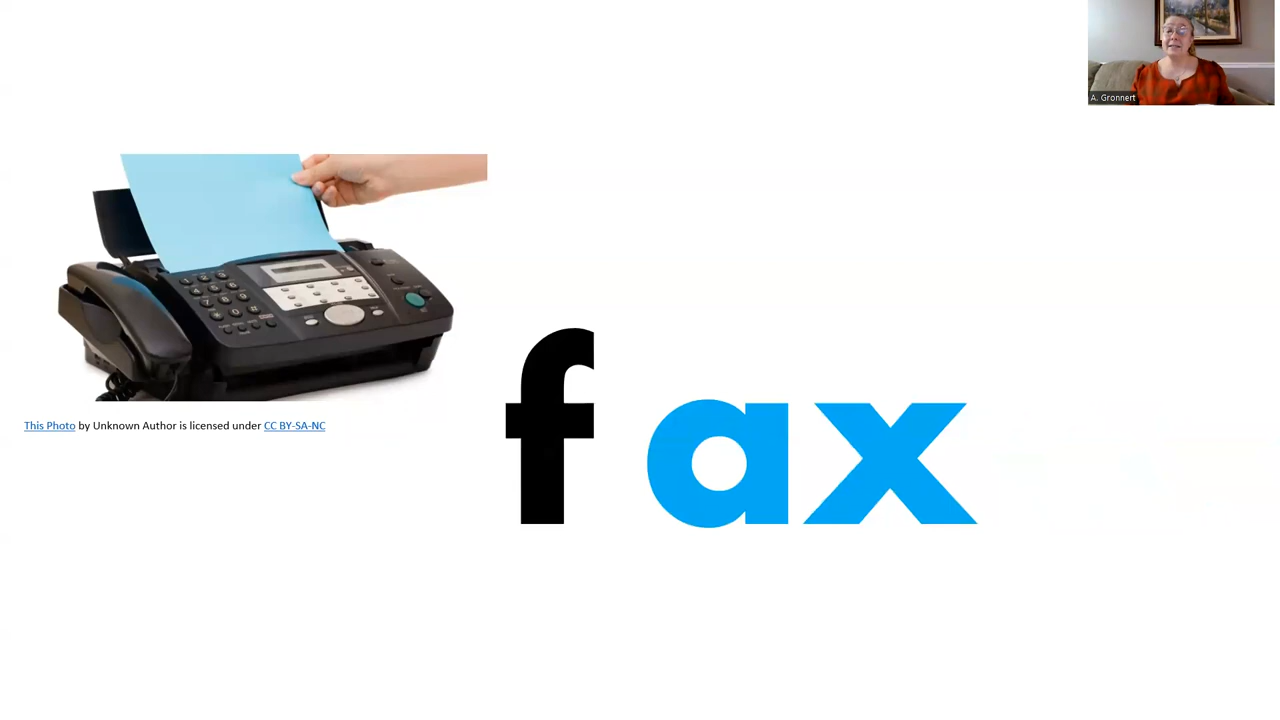 A. Gronnert
This Photo by Unknown Author is licensed under CC BY-SA-NC
f ax